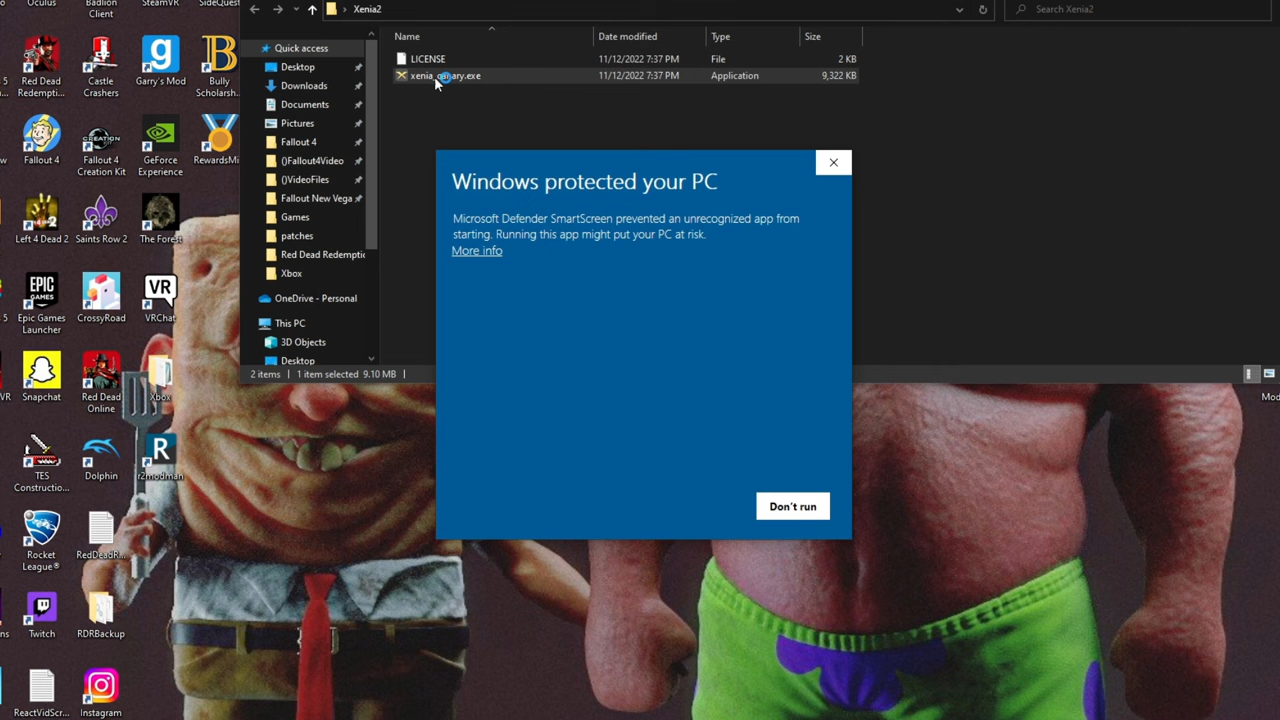 Oculus
Badlion
Client
SteamVR
SideQuest
Xenia2
Search Xenia2
Name
Date modified
Type
Size
LICENSE
11/12/2022 7:37 PM
File
2 KB
11/12/2022 7:37 PM
Application
9,322 KB
Quick access
Desktop
Downloads
Documents
Pictures
Fallout 4
()Fallout4Video
()VideoFiles
Fallout New Vega
Games
patches
Red Dead Redemptic
Xbox
OneDrive - Personal
This PC
3D Objects
Desktop
2 items
1 item selected 9.10 MB
Windows protected your PC
Microsoft Defender SmartScreen prevented an unrecognized app from
starting. Running this app might put your PC at risk.
More info
Don't run
Red Dead
Redempti...
Castle
Crashers
Garry's Mod
Bully
Scholarsh...
Fallout 4
Fallout 4
Creation Kit
GeForce
Experience
RewardsMi
Left 4 Dead 2
Saints Row 2
The Forest
EPIC
GAMES
Epic Games
Launcher
CrossyRoad
VR
VRChat
Snapchat
Red Dead
Online
Xbox
TES
Constructio...
Dolphin
R
r2modman
Rocket
League®
RedDeadR...
Twitch
RDRBackup
ReactVidScr...
Instagram
Mod